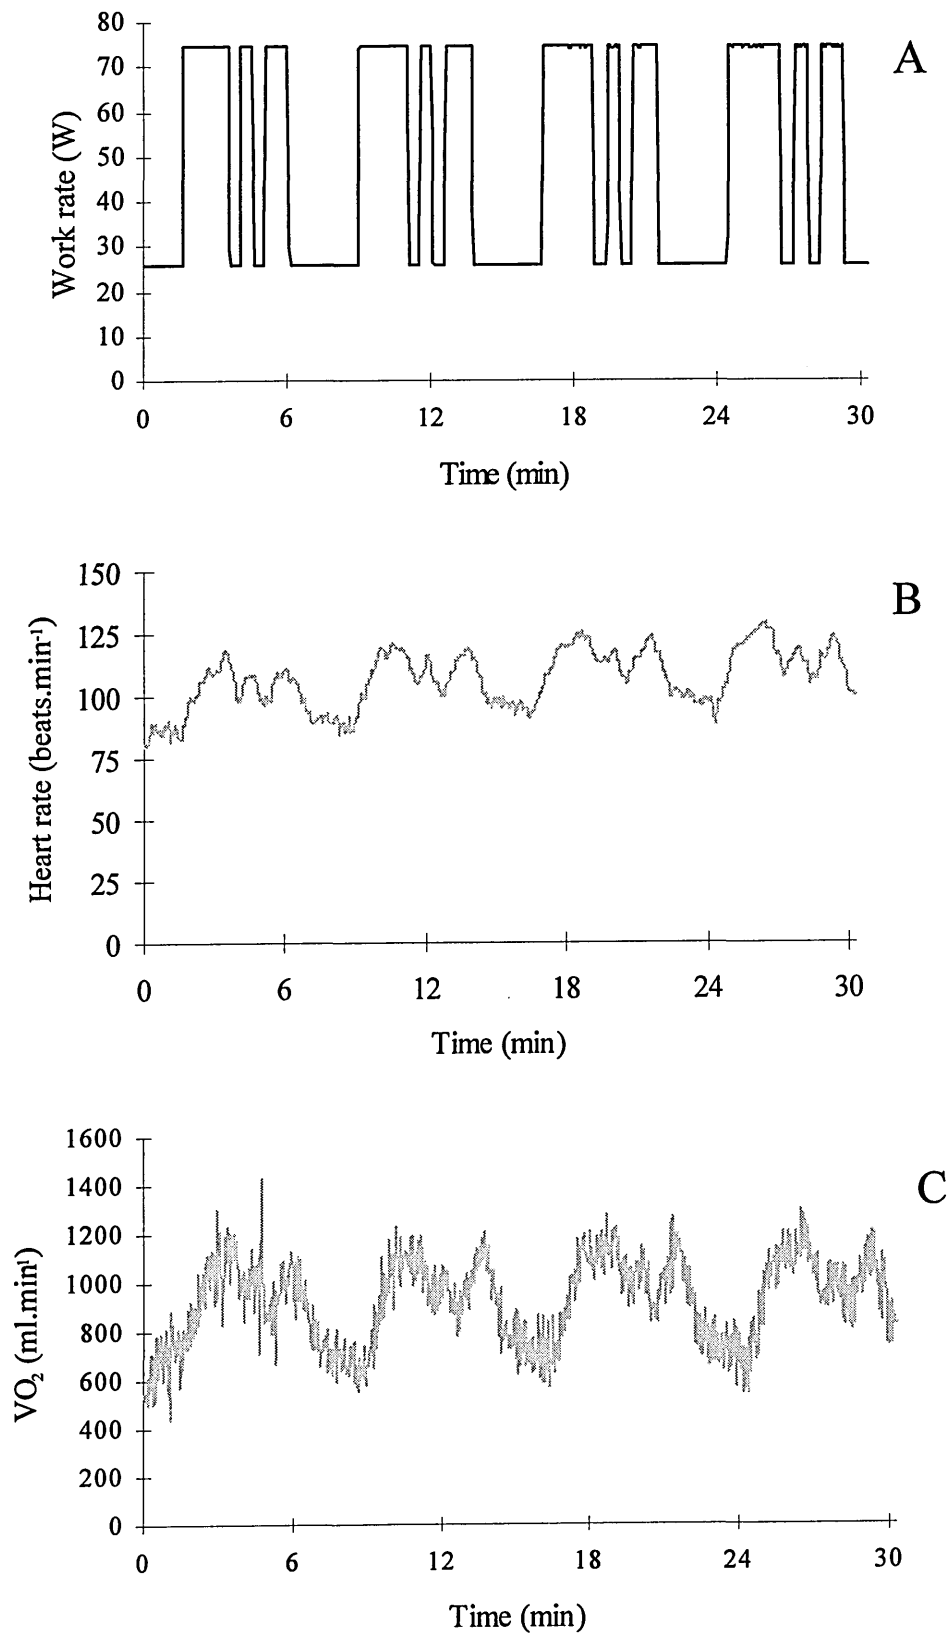 A
80
70
60
50
40
30
20
10
0
Work rate (W)
0 6 12 18 24 30
Time (min)
B
150
125
100
75
50
25
0
Heart rate (beats.min-1)
0 6 12 18 24 30
Time (min)
C
1600
1400
1200
1000
800
600
400
200
0
VO2 (ml.min1)
0 6 12 18 24 30
Time (min)